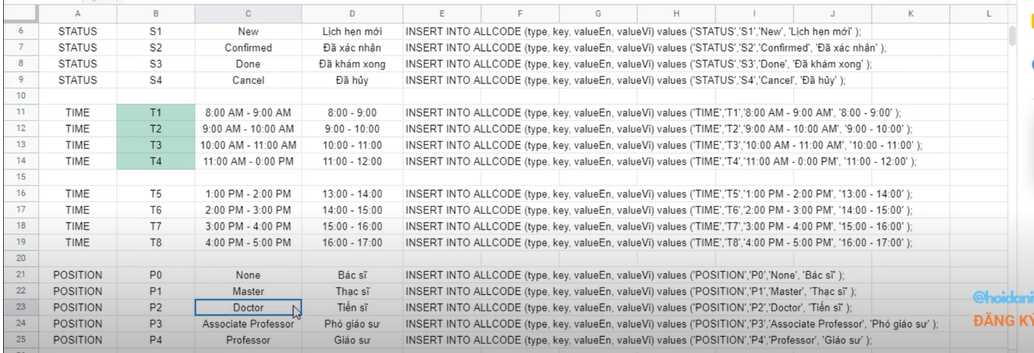 A B C D E F G H I J K L
6 STATUS S1 New Lịch hẹn mới INSERT INTO ALLCODE (type, key, valueEn, valueVi) values ('STATUS','S1','New', 'Lịch hẹn mới' );
7 STATUS S2 Confirmed Đã xác nhận INSERT INTO ALLCODE (type, key, valueEn, valueVi) values ('STATUS','S2','Confirmed', 'Đã xác nhận' );
8 STATUS S3 Done Đã khám xong INSERT INTO ALLCODE (type, key, valueEn, valueVi) values ('STATUS','S3','Done', 'Đã khám xong' );
9 STATUS S4 Cancel Đã hủy INSERT INTO ALLCODE (type, key, valueEn, valueVi) values ('STATUS','S4','Cancel', 'Đã hủy' );
10
11 TIME T1 8:00 AM - 9:00 AM 8:00 - 9:00 INSERT INTO ALLCODE (type, key, valueEn, valueVi) values ('TIME','T1','8:00 AM - 9:00 AM', '8:00 - 9:00' );
12 TIME T2 9:00 AM - 10:00 AM 9:00 - 10:00 INSERT INTO ALLCODE (type, key, valueEn, valueVi) values ('TIME','T2','9:00 AM - 10:00 AM', '9:00 - 10:00' );
13 TIME T3 10:00 AM - 11:00 AM 10:00 - 11:00 INSERT INTO ALLCODE (type, key, valueEn, valueVi) values ('TIME','T3','10:00 AM - 11:00 AM', '10:00 - 11:00' );
14 TIME T4 11:00 AM - 0:00 PM 11:00 - 12:00 INSERT INTO ALLCODE (type, key, valueEn, valueVi) values ('TIME','T4','11:00 AM - 0:00 PM', '11:00 - 12:00' );
15
16 TIME T5 1:00 PM - 2:00 PM 13:00 - 14:00 INSERT INTO ALLCODE (type, key, valueEn, valueVi) values ('TIME','T5','1:00 PM - 2:00 PM', '13:00 - 14:00' );
17 TIME T6 2:00 PM - 3:00 PM 14:00 - 15:00 INSERT INTO ALLCODE (type, key, valueEn, valueVi) values ('TIME','T6','2:00 PM - 3:00 PM', '14:00 - 15:00' );
18 TIME T7 3:00 PM - 4:00 PM 15:00 - 16:00 INSERT INTO ALLCODE (type, key, valueEn, valueVi) values ('TIME','T7','3:00 PM - 4:00 PM', '15:00 - 16:00' );
19 TIME T8 4:00 PM - 5:00 PM 16:00 - 17:00 INSERT INTO ALLCODE (type, key, valueEn, valueVi) values ('TIME','T8','4:00 PM - 5:00 PM', '16:00 - 17:00' );
20
21 POSITION P0 None Bác sĩ INSERT INTO ALLCODE (type, key, valueEn, valueVi) values ('POSITION','P0','None', 'Bác sĩ' );
22 POSITION P1 Master Thạc sĩ INSERT INTO ALLCODE (type, key, valueEn, valueVi) values ('POSITION','P1','Master', 'Thạc sĩ' );
23 POSITION P2 Doctor Tiến sĩ INSERT INTO ALLCODE (type, key, valueEn, valueVi) values ('POSITION','P2','Doctor', 'Tiến sĩ' );
@hoidani
24 POSITION P3 Associate Professor Phó giáo sư INSERT INTO ALLCODE (type, key, valueEn, valueVi) values ('POSITION','P3','Associate Professor', 'Phó giáo sư' );
ĐĂNG KÝ
25 POSITION P4 Professor Giáo sư INSERT INTO ALLCODE (type, key, valueEn, valueVi) values ('POSITION','P4','Professor', 'Giáo sư' );